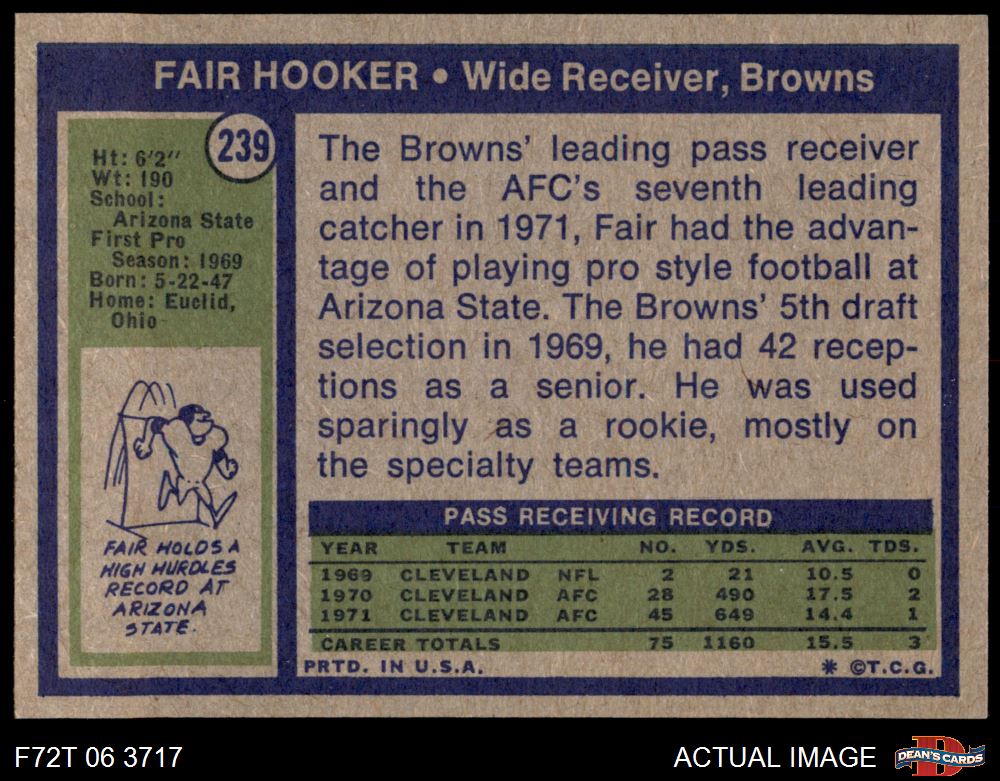 FAIR HOOKER • Wide Receiver, Browns
239
Ht: 6'2"
Wt: 190
School:
Arizona State
First Pro
Season: 1969
Born: 5-22-47
Home: Euclid,
Ohio
FAIR HOLDS A
HIGH HURDLES
RECORD AT
ARIZONA
STATE.
The Browns' leading pass receiver
and the AFC's seventh leading
catcher in 1971, Fair had the advan-
tage of playing pro style football at
Arizona State. The Browns' 5th draft
selection in 1969, he had 42 recep-
tions as a senior. He was used
sparingly as a rookie, mostly on
the specialty teams.
PASS RECEIVING RECORD
YEAR TEAM NO. YDS. AVG. TDS.
1969 CLEVELAND NFL 2 21 10.5 0
1970 CLEVELAND AFC 28 490 17.5 2
1971 CLEVELAND AFC 45 649 14.4 1
CAREER TOTALS 75 1160 15.5 3
PRTD. IN U.S.A. * ©T.C.G.
F72T 06 3717
ACTUAL IMAGE
D
DEAN'S CARDS